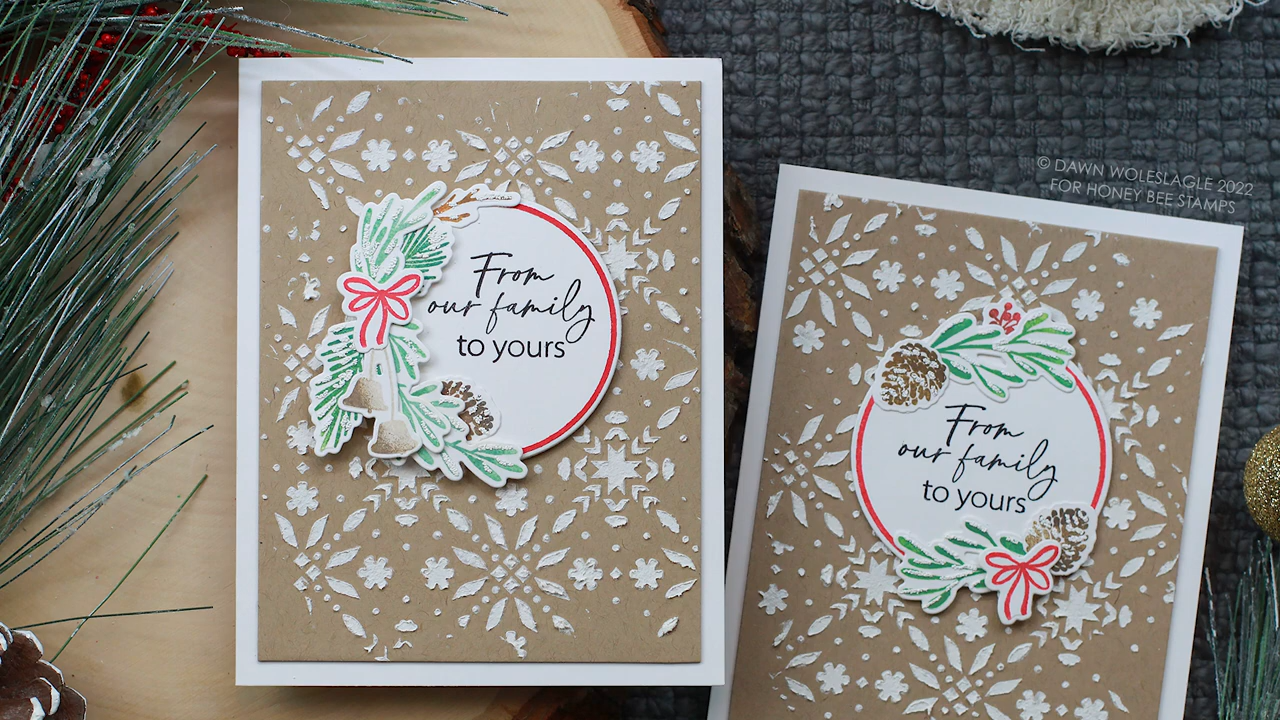 From
our family
to yours
© DAWN WOLESLAGLE 2022
FOR HONEY BEE STAMPS
From
our family
to yours